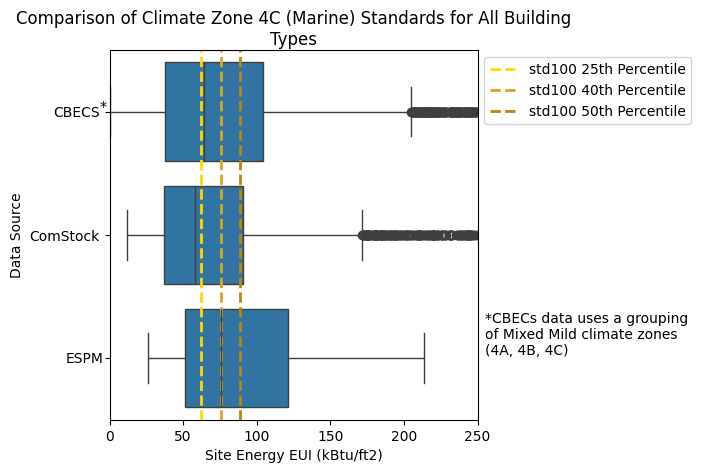 Comparison of Climate Zone 4C (Marine) Standards for All Building
Types
std100 25th Percentile
std100 40th Percentile
std100 50th Percentile
Data Source
CBECS*
ComStock
ESPM
*CBECs data uses a grouping
of Mixed Mild climate zones
(4A, 4B, 4C)
0 50 100 150 200 250
Site Energy EUI (kBtu/ft2)